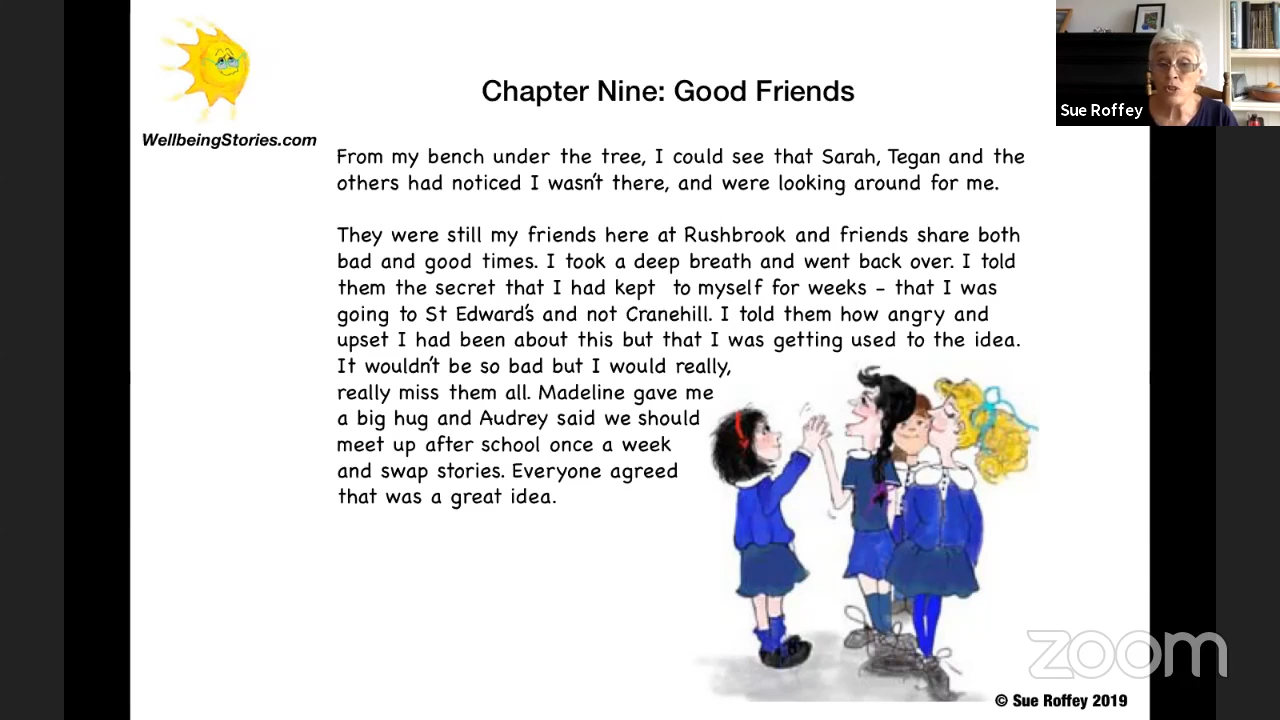 Chapter Nine: Good Friends
Sue Roffey
WellbeingStories.com
From my bench under the tree, I could see that Sarah, Tegan and the
others had noticed I wasn't there, and were looking around for me.
They were still my friends here at Rushbrook and friends share both
bad and good times. I took a deep breath and went back over. I told
them the secret that I had kept to myself for weeks - that I was
going to St Edward's and not Cranehill. I told them how angry and
upset I had been about this but that I was getting used to the idea.
It wouldn't be so bad but I would really,
really miss them all. Madeline gave me
a big hug and Audrey said we should
meet up after school once a week
and swap stories. Everyone agreed
that was a great idea.
zoom
© Sue Roffey 2019